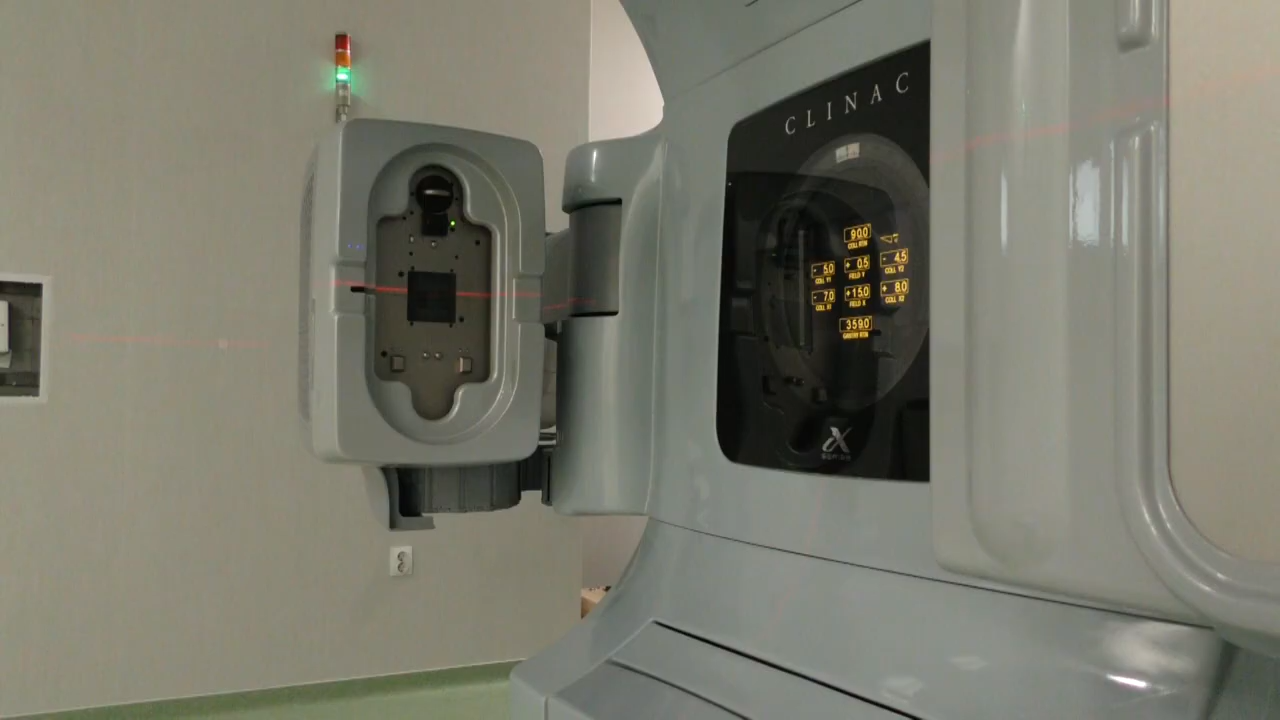 CLINAC
90.0
COLL RTN
- 5.0
COLL Y1
+ 0.5
FIELD Y
- 4.5
COLL Y2
- 7.0
COLL X1
+15.0
FIELD X
+ 8.0
COLL X2
359.0
GANTRY RTN
iX